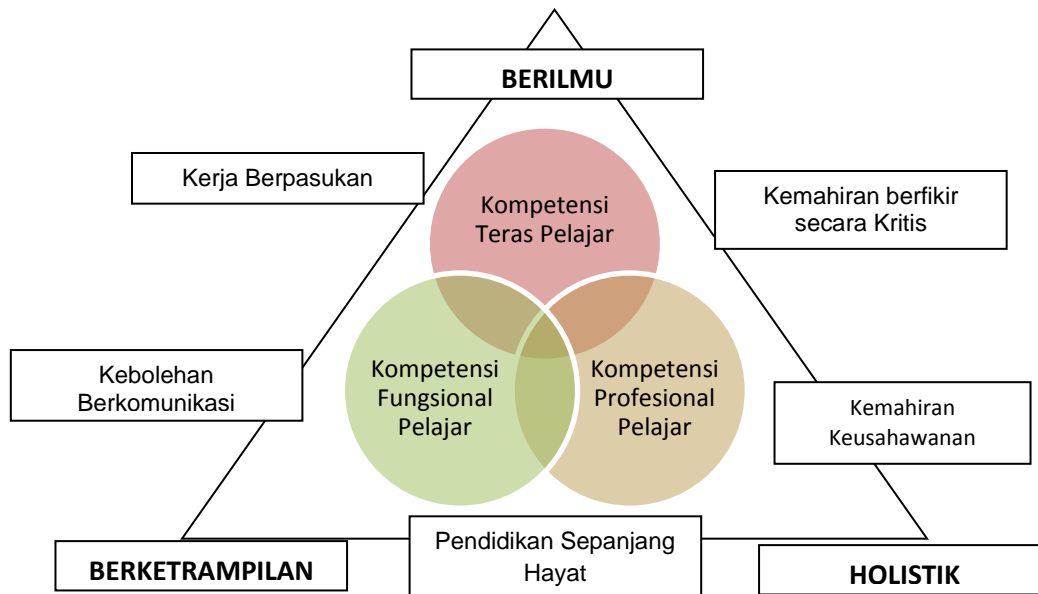 BERILMU
Kerja Berpasukan
Kemahiran berfikir
secara Kritis
Kompetensi
Teras Pelajar
Kebolehan
Berkomunikasi
Kompetensi
Fungsional
Pelajar
Kompetensi
Profesional
Pelajar
Kemahiran
Keusahawanan
BERKETRAMPILAN
Pendidikan Sepanjang
Hayat
HOLISTIK